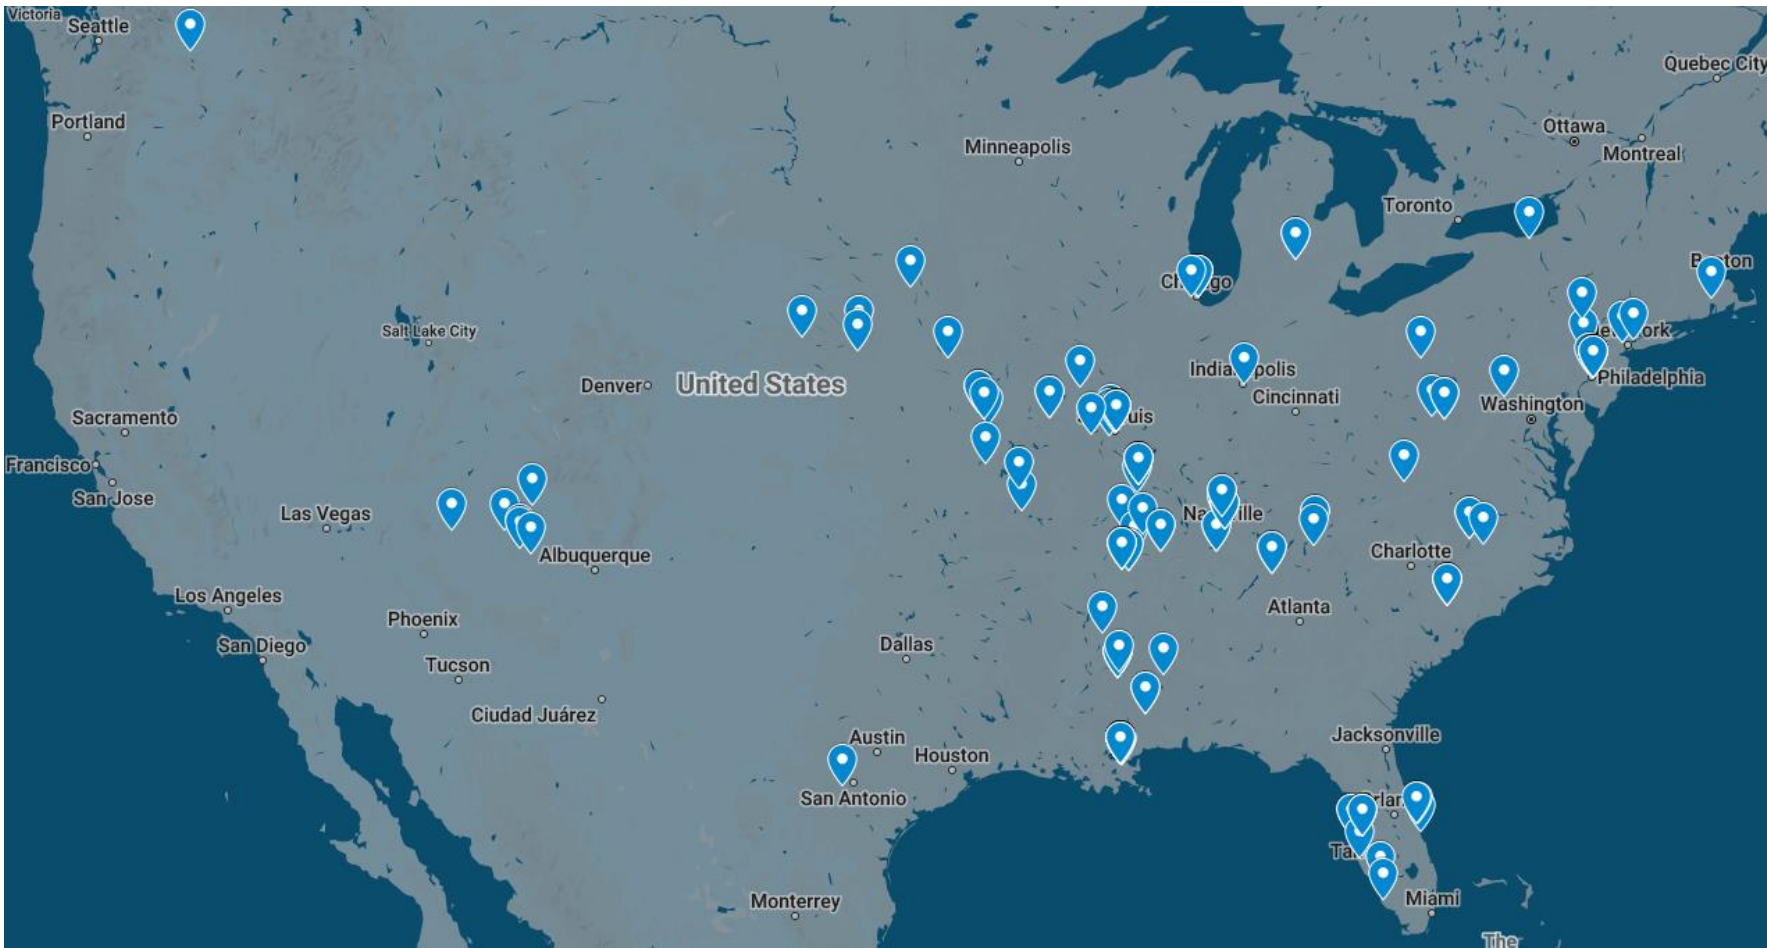 Victoria
Seattle
Quebec City
Portland
Ottawa
Minneapolis
Montreal
Toronto
Salt Lake City
Denver
United States
Philadelphia
Cincinnati
Washington
Sacramento
Francisco
San Jose
Las Vegas
Albuquerque
Charlotte
Los Angeles
Atlanta
Phoenix
San Diego
Dallas
Tucson
Ciudad Juárez
Austin
Jacksonville
Houston
San Antonio
Miami
Monterrey
The